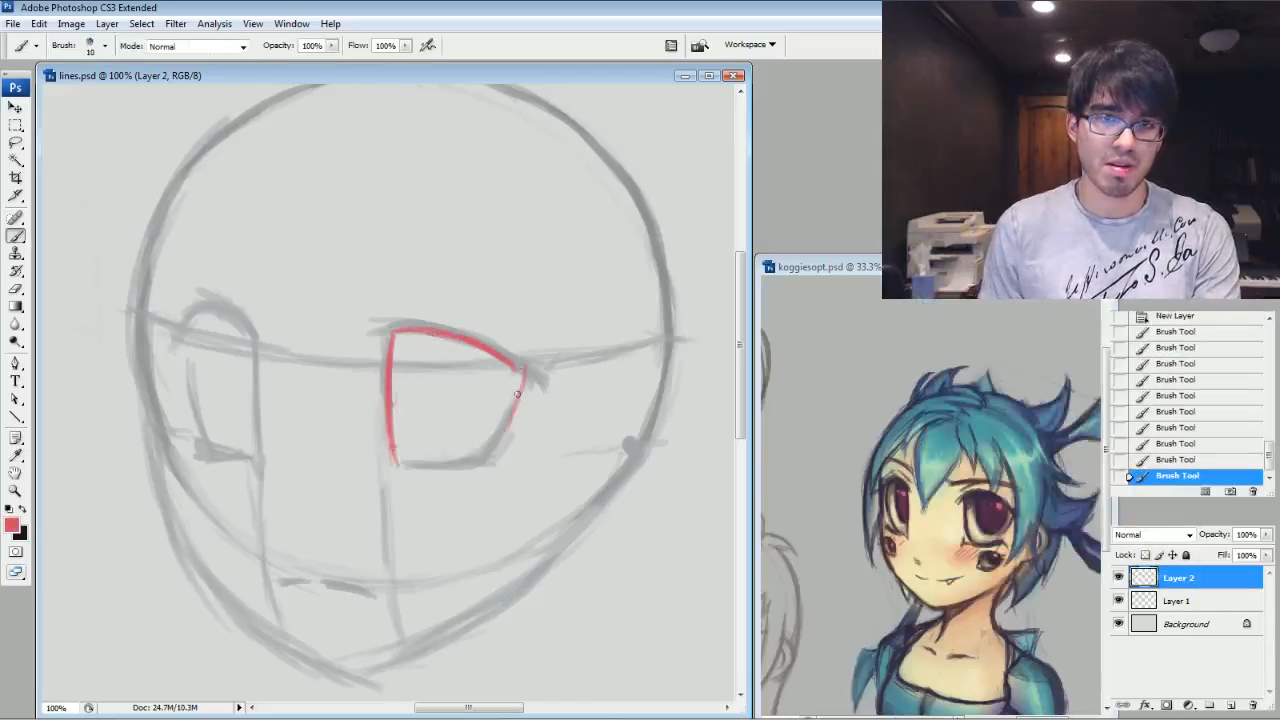 Ps Adobe Photoshop CS3 Extended
File Edit Image Layer Select Filter Analysis View Window Help
Brush: 10 Mode: Normal Opacity: 100% Flow: 100% Workspace
lines.psd @ 100% (Layer 2, RGB/8)
Ps
koggiesopt.psd @ 33.3%
New Layer
Brush Tool
Brush Tool
Brush Tool
Brush Tool
Brush Tool
Brush Tool
Brush Tool
Brush Tool
Brush Tool
Brush Tool
Normal Opacity: 100%
Lock: Fill: 100%
Layer 2
Layer 1
Background
100% Doc: 24.7M/10.3M